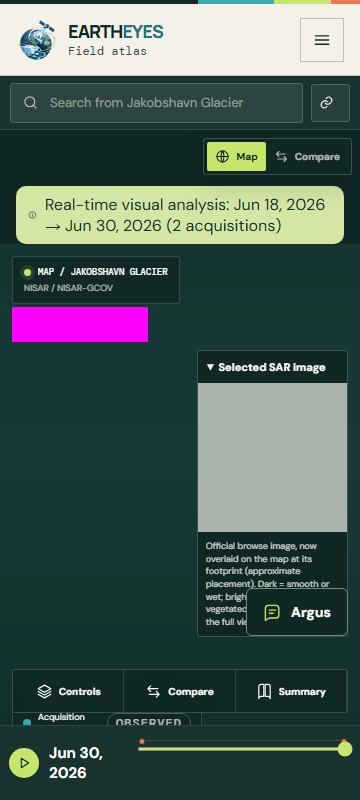 EARTHEYES
Field atlas
Search from Jakobshavn Glacier
Map
Compare
Real-time visual analysis: Jun 18, 2026
→ Jun 30, 2026 (2 acquisitions)
MAP / JAKOBSHAVN GLACIER
NISAR / NISAR-GCOV
▼ Selected SAR image
Official browse image, now
overlaid on the map at its
footprint (approximate
placement). Dark = smooth or
wet; brigh
vegetated
the full vie
Argus
Controls
Compare
Summary
Acquisition
OBSERVED
Jun 30,
2026